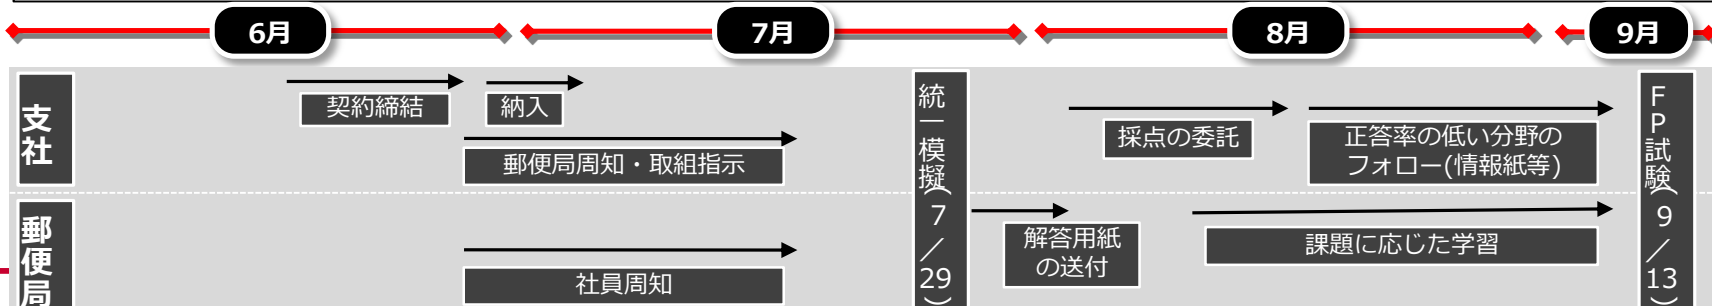 6月
7月
8月
9月
支社
契約締結
納入
郵便局周知・取組指示
統一模擬(7/29)
採点の委託
正答率の低い分野の
フォロー(情報紙等)
FP試験(9/13)
郵便局
社員周知
解答用紙
の送付
課題に応じた学習